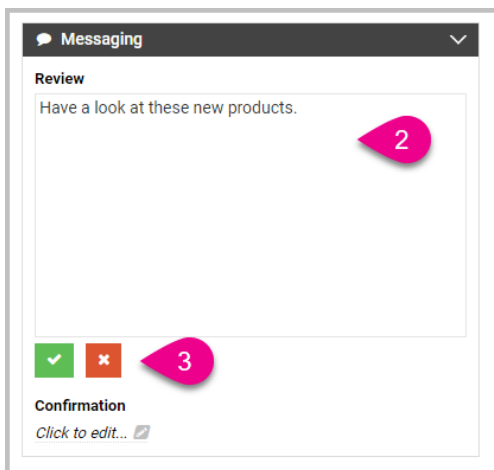 Messaging
Review
Have a look at these new products.
2
3
Confirmation
Click to edit...